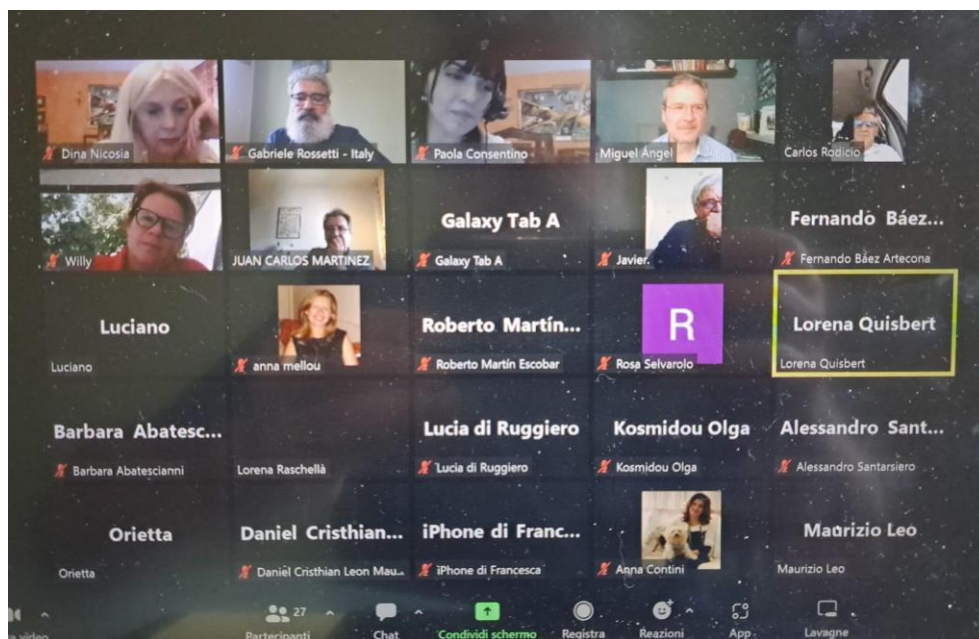 Dina Nicosia
Gabriele Rossetti - Italy
Paola Consentino
Miguel Ángel
Carlos Rodicio
Willy
JUAN CARLOS MARTINEZ
Galaxy Tab A
Galaxy Tab A
Javier.
Fernando Báez...
Fernando Báez Artecona
Luciano
Luciano
anna mellou
Roberto Martín...
Roberto Martín Escobar
R
Rosa Selvarolo
Lorena Quisbert
Lorena Quisbert
Barbara Abatesc...
Barbara Abatescianni
Lorena Raschellà
Lucia di Ruggiero
Lucia di Ruggiero
Kosmidou Olga
Kosmidou Olga
Alessandro Sant...
Alessandro Santarsiero
Orietta
Orietta
Daniel Cristhian...
Daniel Cristhian Leon Mau...
iPhone di Franc...
iPhone di Francesca
Anna Contini
Maurizio Leo
Maurizio Leo
27
video
Partecipanti
Chat
Condividi schermo
Registra
Reazioni
App
Lavagne